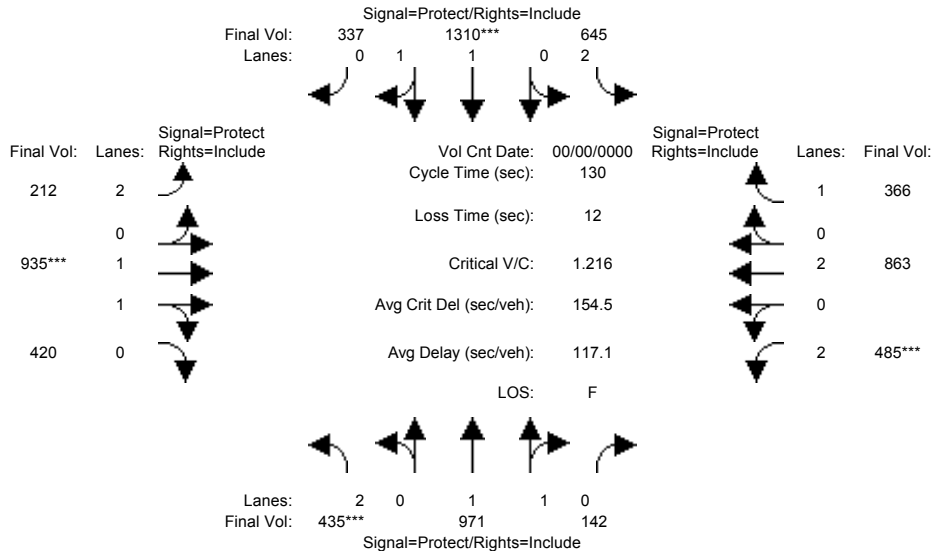 Signal=Protect/Rights=Include
Final Vol: 337 1310*** 645
Lanes: 0 1 1 0 2
Signal=Protect Signal=Protect
Final Vol: Lanes: Rights=Include Vol Cnt Date: 00/00/0000 Rights=Include Lanes: Final Vol:
Cycle Time (sec): 130
212 2 1 366
Loss Time (sec): 12
0 0
935*** 1 Critical V/C: 1.216 2 863
1 Avg Crit Del (sec/veh): 154.5 0
420 0 Avg Delay (sec/veh): 117.1 2 485***
LOS: F
Lanes: 2 0 1 1 0
Final Vol: 435*** 971 142
Signal=Protect/Rights=Include